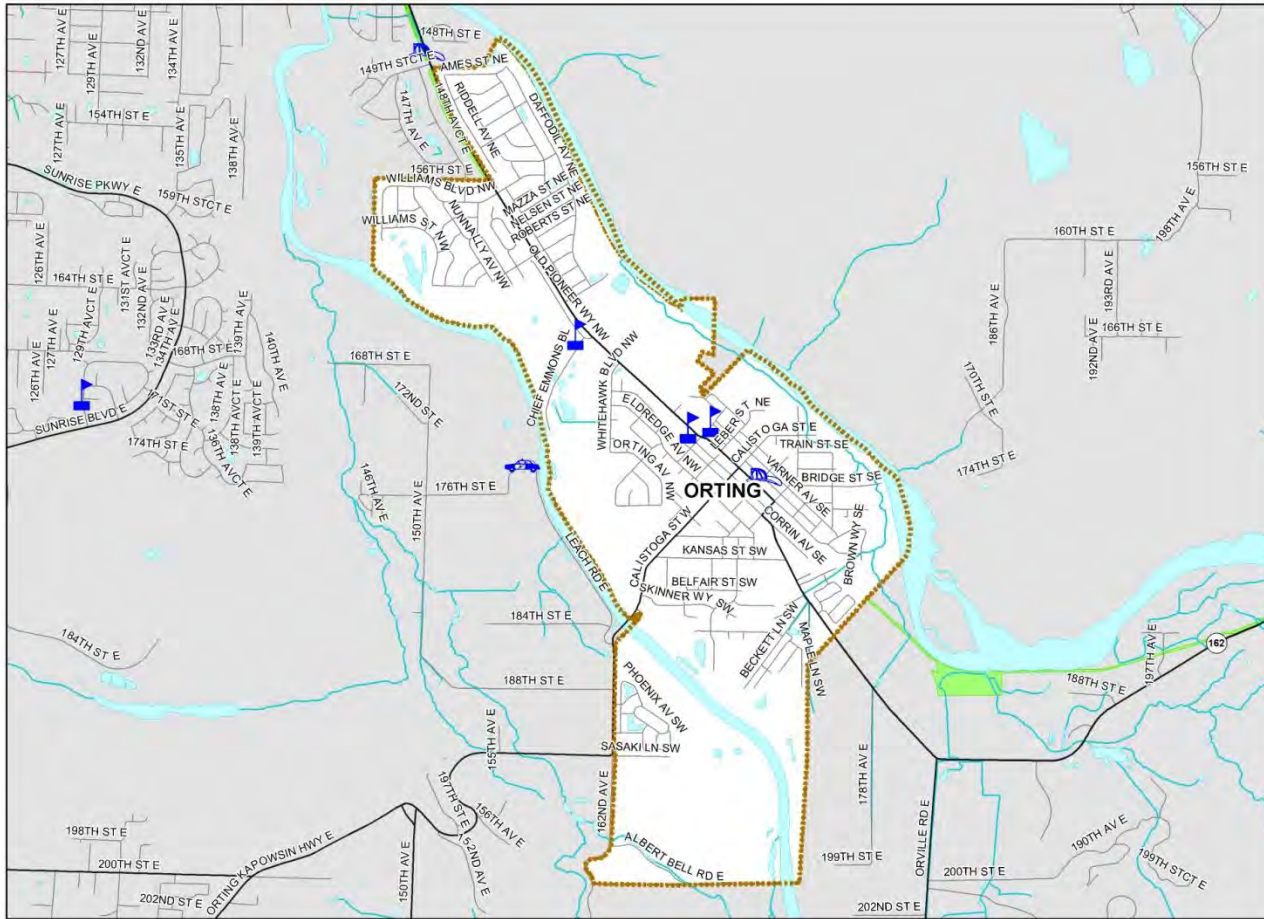 148TH ST E
127TH AV E
129TH AV E
132ND AV E
134TH AV E
149TH STCT E
AMES ST NE
RIDDELL AV NE
DAFFODIL AV NE
147TH AV E
148TH AVCT E
154TH ST E
127TH AV E
135TH AV E
138TH AV E
SUNRISE PKWY E
159TH STCT E
156TH ST E
WILLIAMS BLVD NW
MAZZA ST NE
NELSEN ST NE
ROBERTS ST NE
WILLIAMS ST NW
NUNNALLY AV NW
OLD PIONEER WY NW
156TH ST E
198TH AV E
160TH ST E
186TH AV E
193RD AV E
192ND AV E
166TH ST E
126TH AV E
164TH ST E
131ST AVCT E
132ND AV E
129TH AVCT E
133RD AV E
134TH AV E
127TH AV E
126TH AV E
168TH ST E
139TH AV E
140TH AV E
138TH AV E
171ST ST E
138TH AVCT E
139TH AVCT E
136TH AVCT E
SUNRISE BLVD E
174TH ST E
168TH ST E
172ND ST E
CHIEF EMMONS BL
WHITEHAWK BLVD NW
ELDREDGE AV NW
ORTING AV NW
LEBER ST NE
CALISTOGA ST E
TRAIN ST SE
VARNER AV SE
BRIDGE ST SE
170TH ST E
174TH ST E
146TH AV E
176TH ST E
150TH AV E
ORTING
CORRIN AV SE
BROWN WY SE
LEACH RD E
CALISTOGA ST W
KANSAS ST SW
BELFAIR ST SW
SKINNER WY SW
BECKETT LN SW
MAPLE LN SW
184TH ST E
184TH ST E
188TH ST E
PHOENIX AV SW
SASAKI LN SW
197TH AV E
162
188TH ST E
178TH AV E
155TH AV E
197TH ST E
156TH AV E
152ND AV E
162ND AV E
198TH ST E
200TH ST E
202ND ST E
ORTING KAPOWSIN HWY E
150TH AV E
ALBERT BELL RD E
199TH ST E
ORVILLE RD E
190TH AV E
199TH STCT E
200TH ST E
202ND ST E